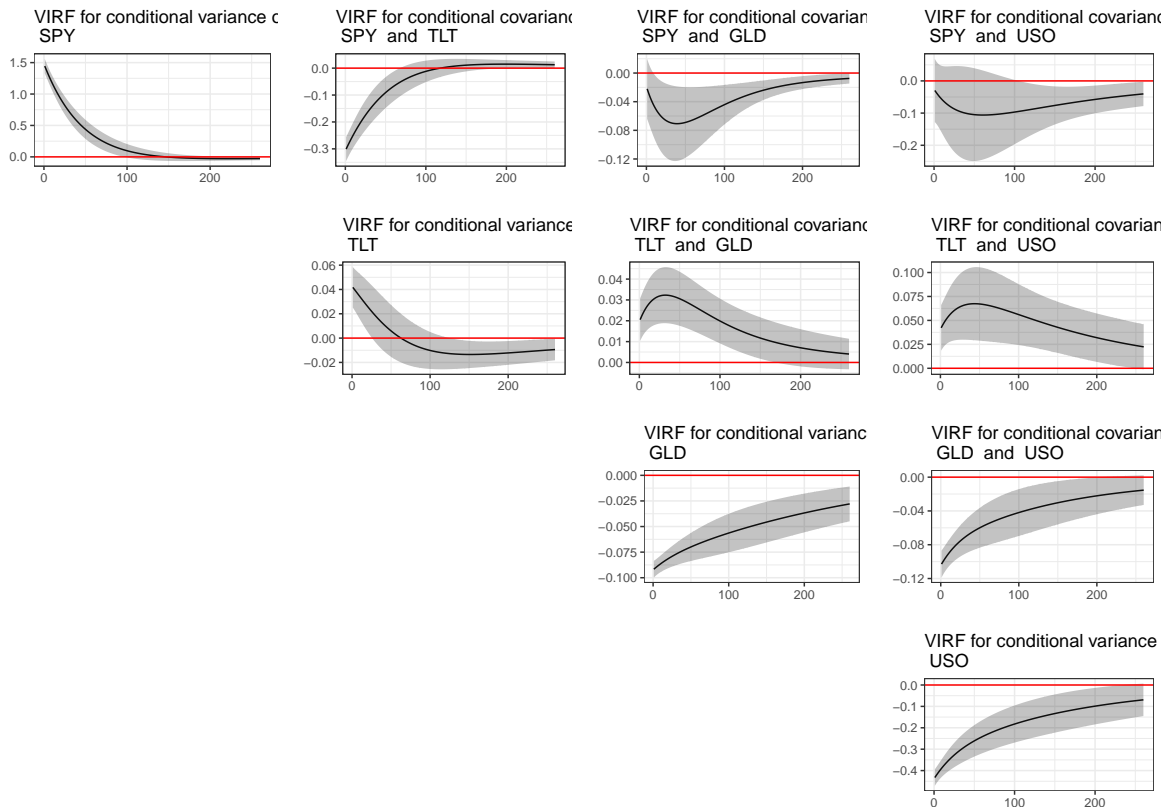 VIRF for conditional variance
SPY
1.5
1.0
0.5
0.0
0 100 200
VIRF for conditional covarianc
SPY and TLT
0.0
−0.1
−0.2
−0.3
0 100 200
VIRF for conditional covarian
SPY and GLD
0.00
−0.04
−0.08
−0.12
0 100 200
VIRF for conditional covarian
SPY and USO
0.0
−0.1
−0.2
0 100 200
VIRF for conditional variance
TLT
0.06
0.04
0.02
0.00
−0.02
0 100 200
VIRF for conditional covarianc
TLT and GLD
0.04
0.03
0.02
0.01
0.00
0 100 200
VIRF for conditional covarian
TLT and USO
0.100
0.075
0.050
0.025
0.000
0 100 200
VIRF for conditional varianc
GLD
0.000
−0.025
−0.050
−0.075
−0.100
0 100 200
VIRF for conditional covarian
GLD and USO
0.00
−0.04
−0.08
−0.12
0 100 200
VIRF for conditional variance
USO
0.0
−0.1
−0.2
−0.3
−0.4
0 100 200